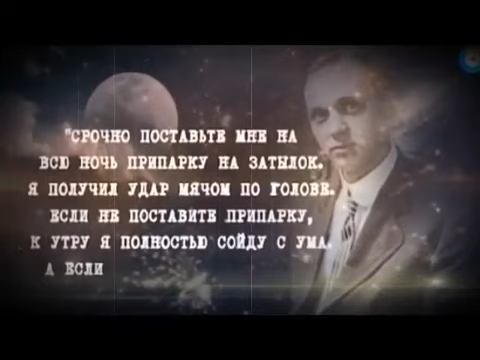 "СРОЧНО ПОСТАВЬТЕ МНЕ НА
ВСЮ НОЧЬ ПРИПАРКУ НА ЗАТЫЛОК.
Я ПОЛУЧИЛ УДАР МЯЧОМ ПО ГОЛОВЕ.
ЕСЛИ НЕ ПОСТАВИТЕ ПРИПАРКУ,
К УТРУ Я ПОЛНОСТЬЮ СОЙДУ С УМА.
А ЕСЛИ